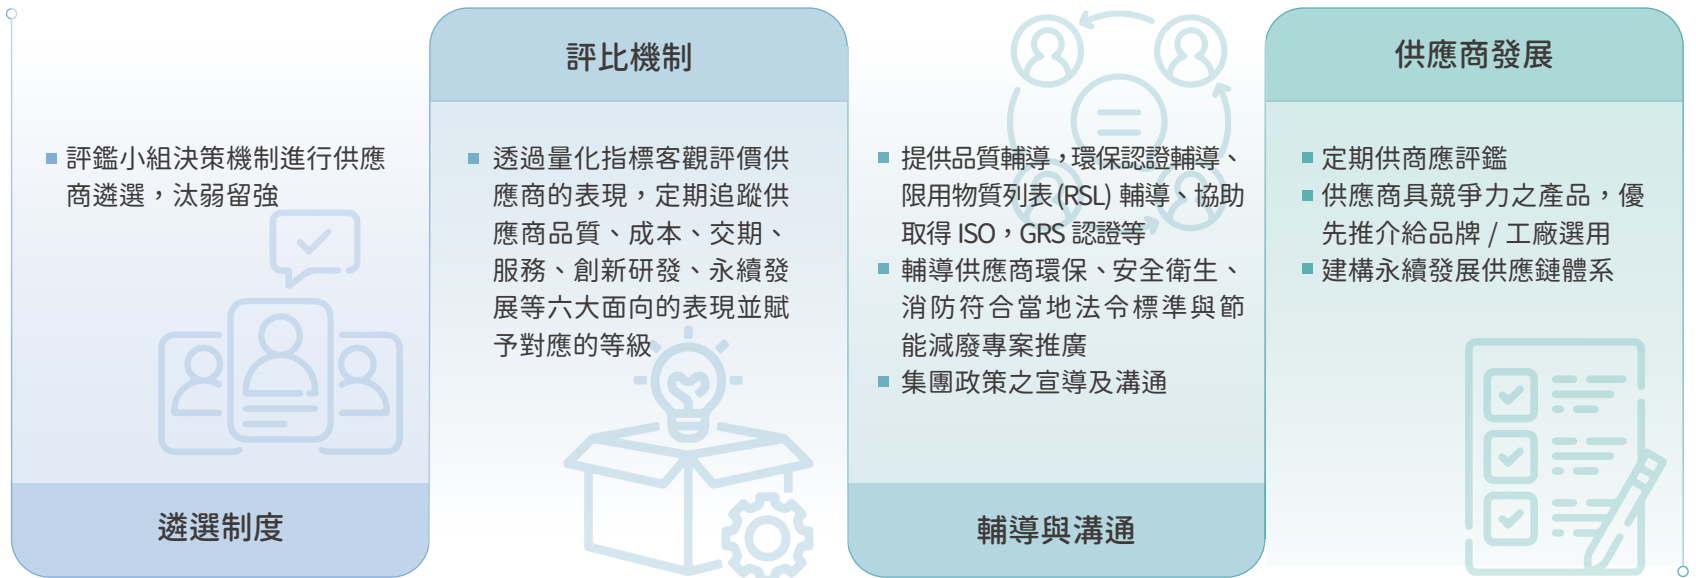 評鑑小組決策機制進行供應
商遴選，汰弱留強
遴選制度
評比機制
透過量化指標客觀評價供
應商的表現，定期追蹤供
應商品質、成本、交期、
服務、創新研發、永續發
展等六大面向的表現並賦
予對應的等級
提供品質輔導，環保認證輔導、
限用物質列表 (RSL) 輔導、協助
取得 ISO，GRS 認證等
輔導供應商環保、安全衛生、
消防符合當地法令標準與節
能減廢專案推廣
集團政策之宣導及溝通
輔導與溝通
供應商發展
定期供商應評鑑
供應商具競爭力之產品，優
先推介給品牌 / 工廠選用
建構永續發展供應鏈體系